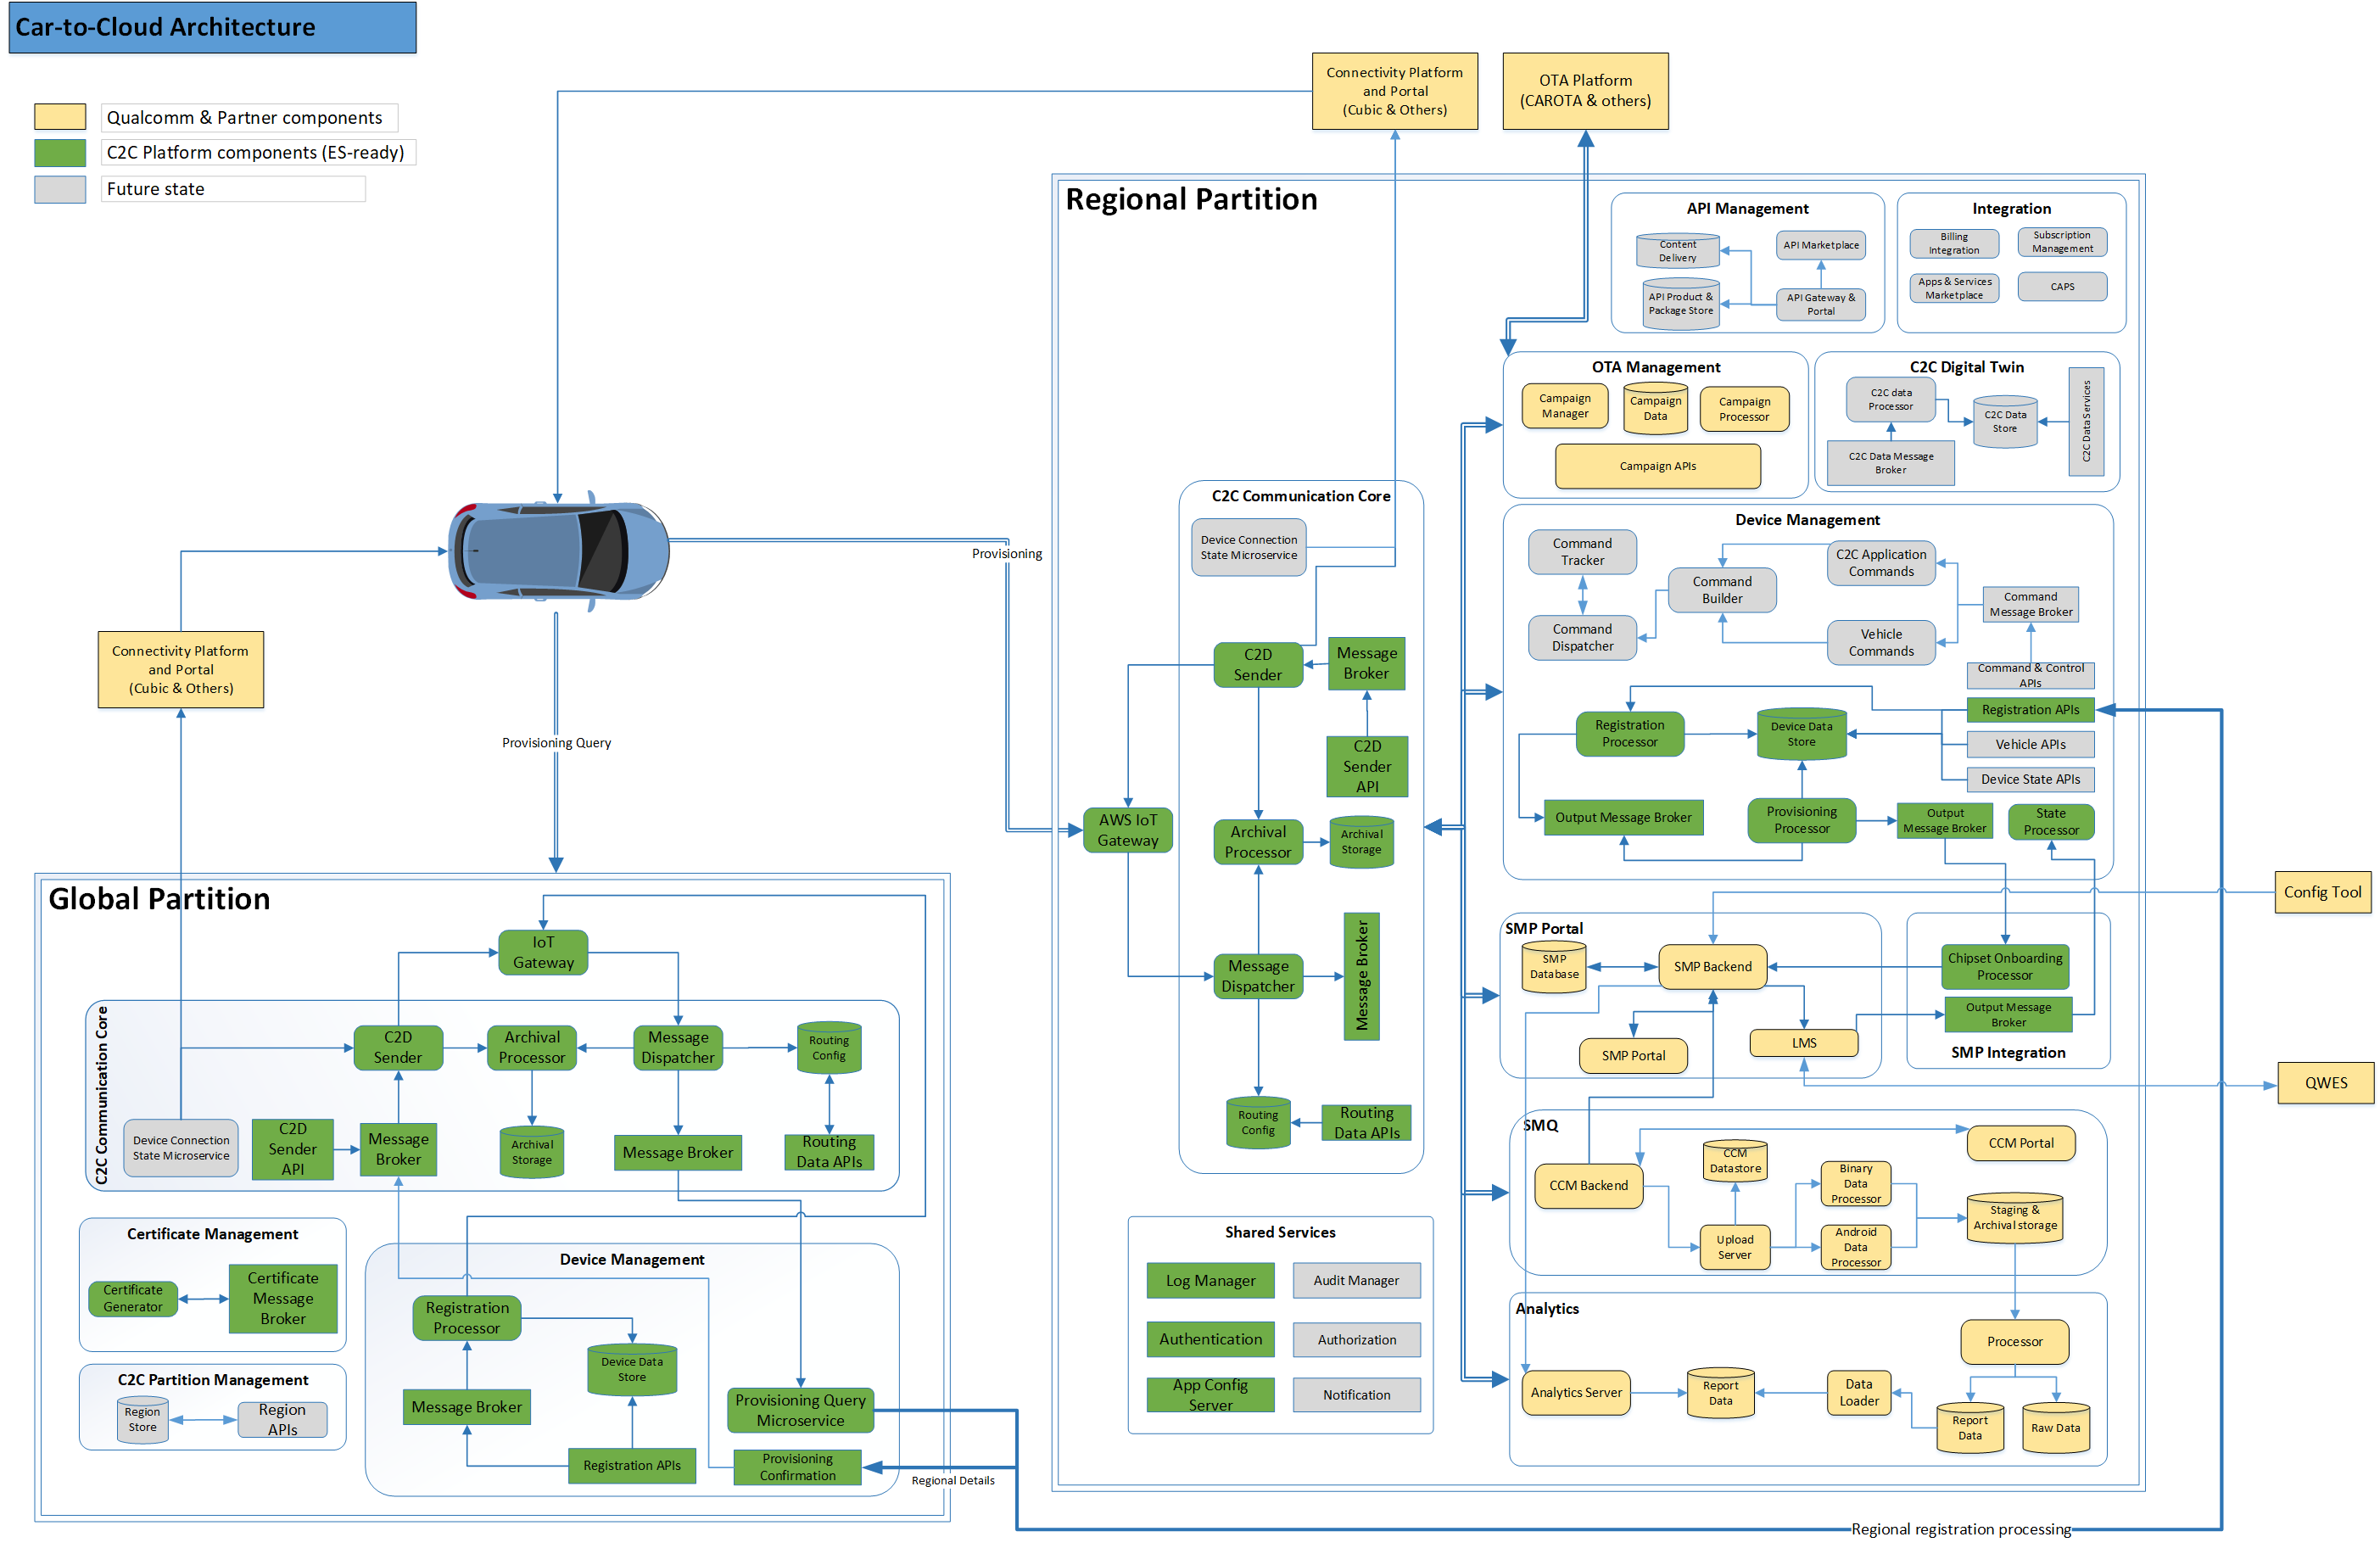 Car-to-Cloud Architecture
Qualcomm & Partner components
C2C Platform components (ES-ready)
Future state
Connectivity Platform
and Portal
(Cubic & Others)
OTA Platform
(CAROTA & others)
Regional Partition
API Management
Content
Delivery
API Marketplace
API Product &
Package Store
API Gateway &
Portal
Integration
Billing
Integration
Subscription
Management
Apps & Services
Marketplace
CAPS
OTA Management
Campaign
Manager
Campaign
Data
Campaign
Processor
Campaign APIs
C2C Digital Twin
C2C data
Processor
C2C Data
Store
C2C Data Services
C2C Data Message
Broker
C2C Communication Core
Device Connection
State Microservice
C2D
Sender
Message
Broker
C2D
Sender
API
AWS IoT
Gateway
Archival
Processor
Archival
Storage
Message
Dispatcher
Message Broker
Routing
Config
Routing
Data APIs
Device Management
Command
Tracker
Command
Builder
C2C Application
Commands
Command
Message Broker
Command
Dispatcher
Vehicle
Commands
Command & Control
APIs
Registration
Processor
Device Data
Store
Registration APIs
Vehicle APIs
Device State APIs
Output Message Broker
Provisioning
Processor
Output
Message Broker
State
Processor
Config Tool
SMP Portal
SMP
Database
SMP Backend
SMP Portal
LMS
Chipset Onboarding
Processor
Output Message
Broker
SMP Integration
QWES
SMQ
CCM Backend
CCM
Datastore
CCM Portal
Binary
Data
Processor
Upload
Server
Android
Data
Processor
Staging &
Archival storage
Analytics
Processor
Analytics Server
Report
Data
Data
Loader
Report
Data
Raw Data
Shared Services
Log Manager
Audit Manager
Authentication
Authorization
App Config
Server
Notification
Provisioning
Provisioning Query
Connectivity Platform
and Portal
(Cubic & Others)
Global Partition
IoT
Gateway
C2C Communication Core
C2D
Sender
Archival
Processor
Message
Dispatcher
Routing
Config
Device Connection
State Microservice
C2D
Sender
API
Message
Broker
Archival
Storage
Message Broker
Routing
Data APIs
Certificate Management
Certificate
Generator
Certificate
Message
Broker
C2C Partition Management
Region
Store
Region
APIs
Device Management
Registration
Processor
Device Data
Store
Message Broker
Provisioning Query
Microservice
Registration APIs
Provisioning
Confirmation
Regional Details
Regional registration processing